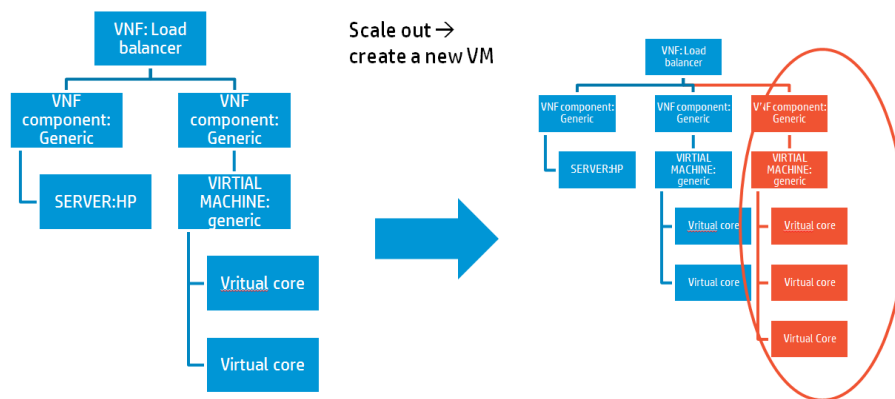 VNF: Load
balancer
VNF
component:
Generic
VNF
component:
Generic
SERVER:HP
VIRTIAL
MACHINE:
generic
Vritual core
Virtual core
Scale out →
create a new VM
VNF: Load
balancer
VNF component:
Generic
VNF component:
Generic
VNF component:
Generic
SERVER:HP
VIRTIAL
MACHINE:
generic
VIRTIAL
MACHINE:
generic
Vritual core
Virtual core
Vritual core
Virtual core
Virtual Core